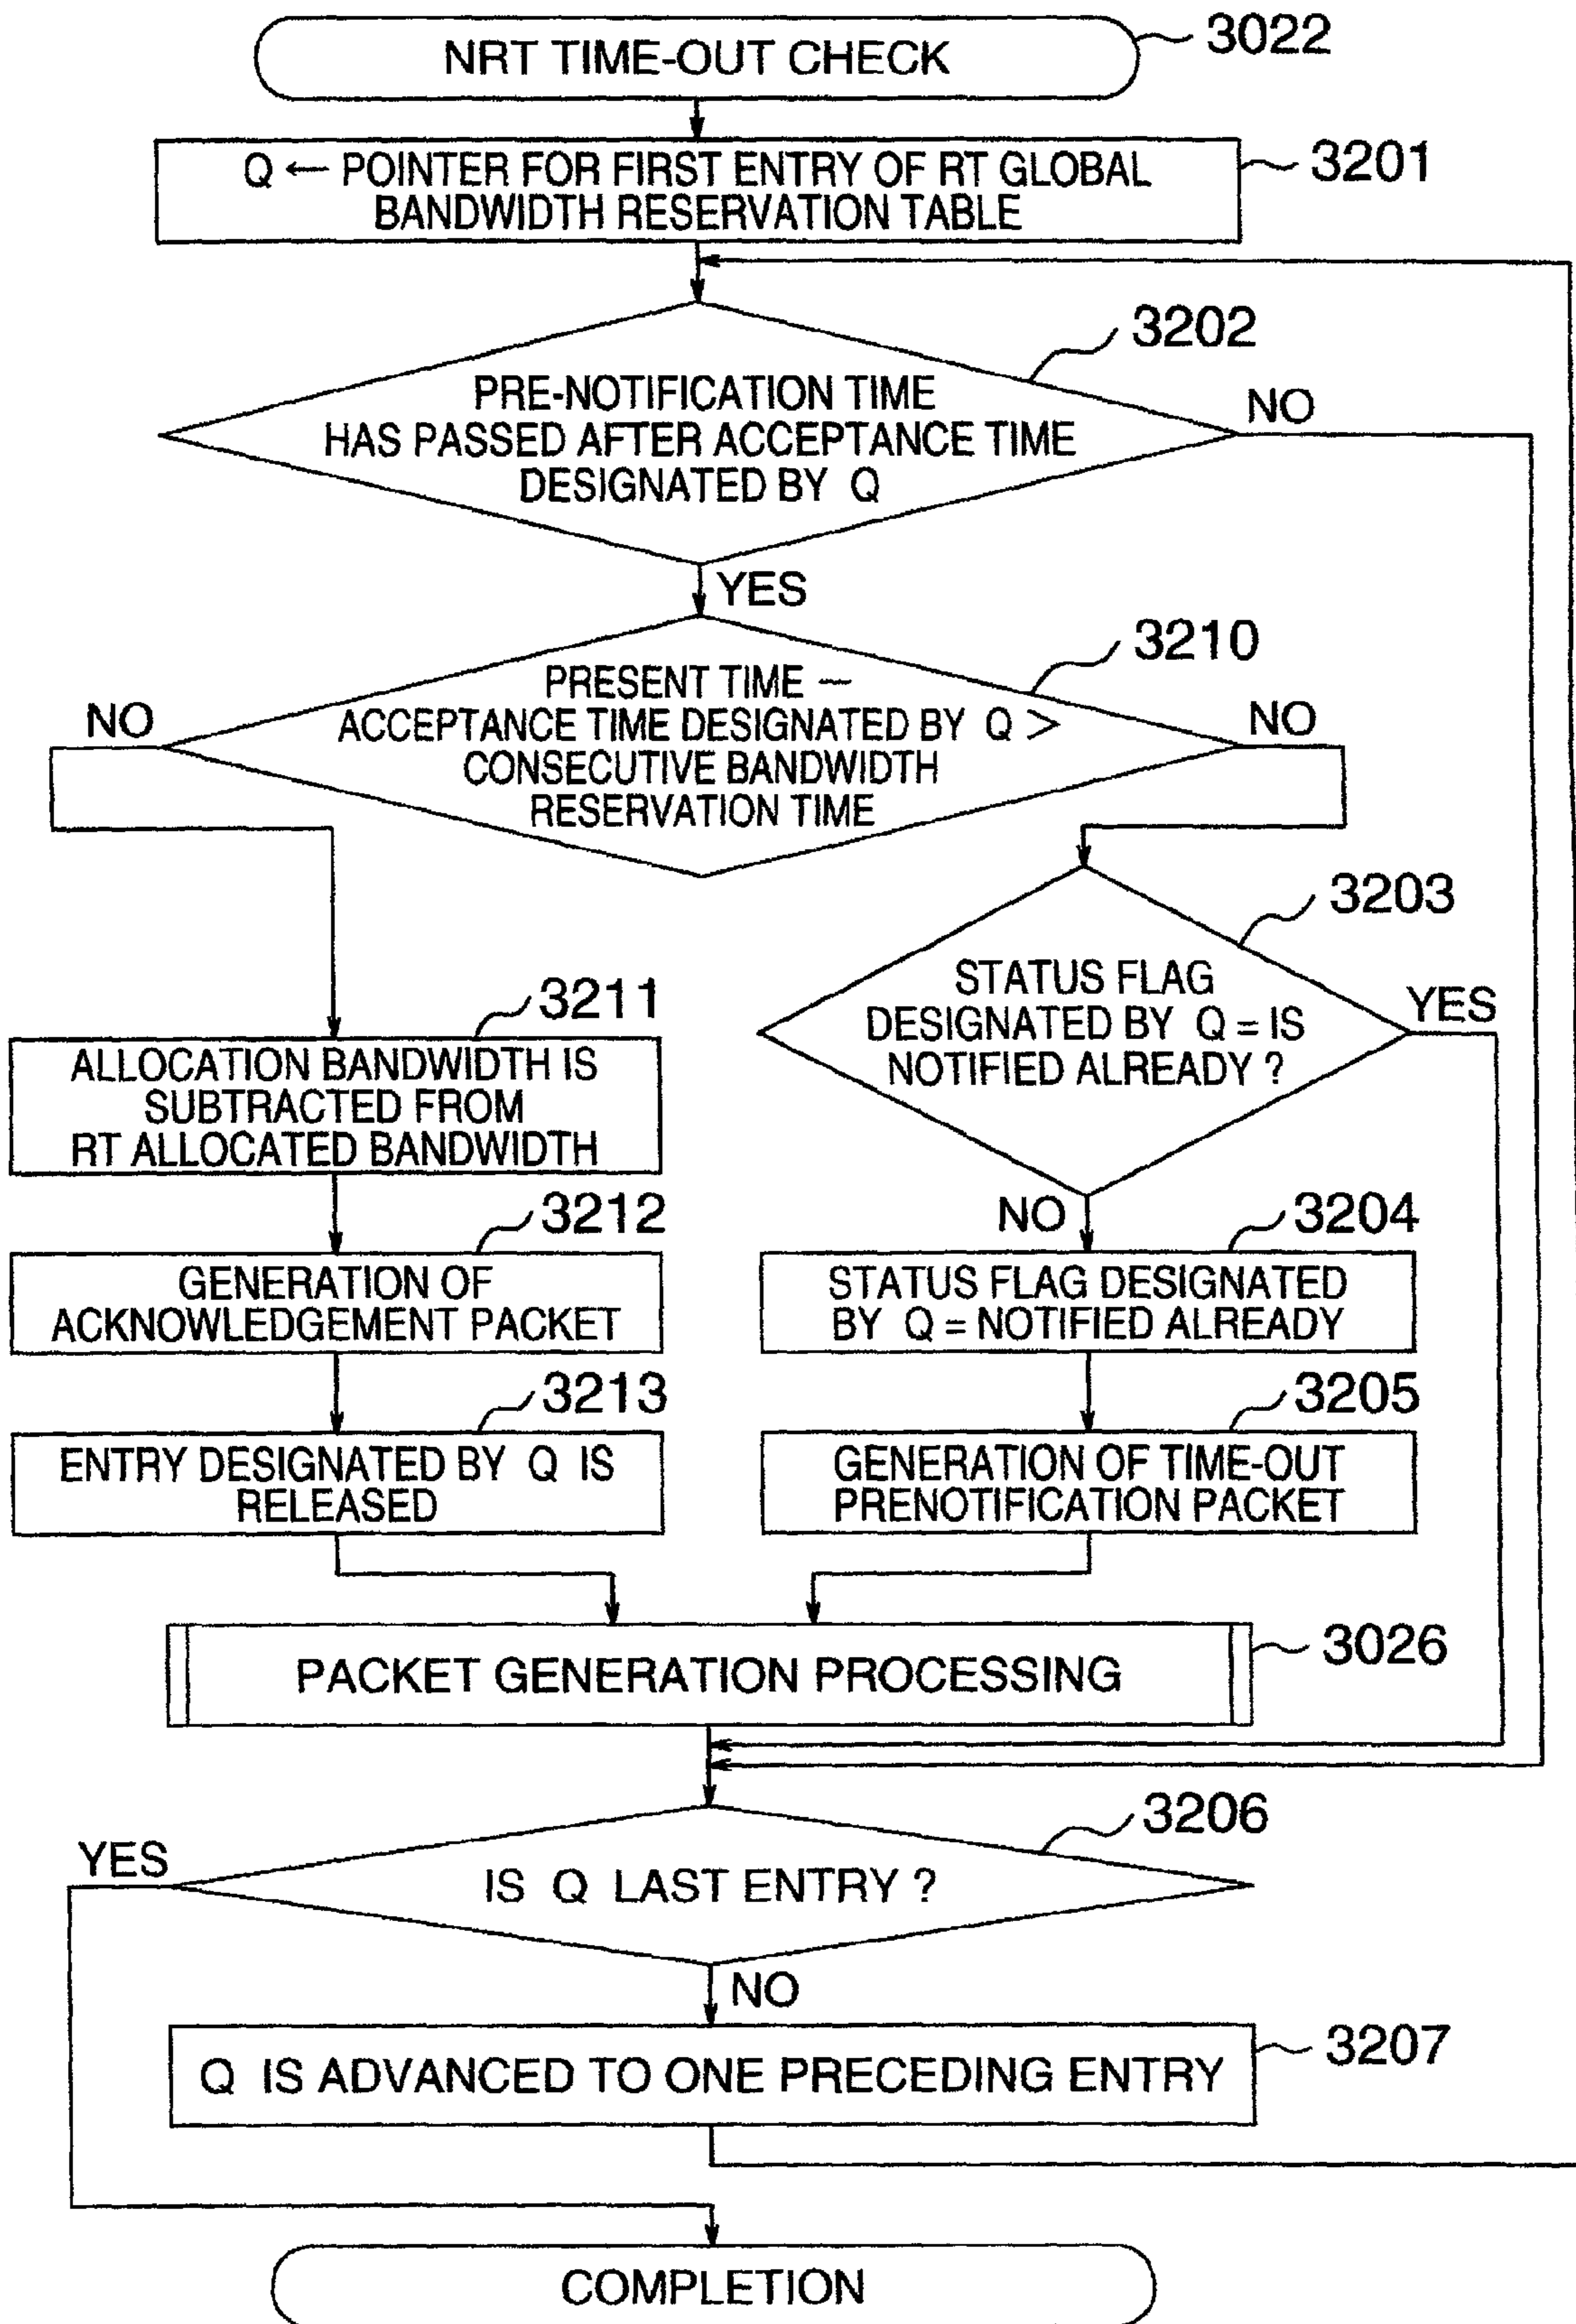 NRT TIME-OUT CHECK
3022
Q ← POINTER FOR FIRST ENTRY OF RT GLOBAL
BANDWIDTH RESERVATION TABLE
3201
3202
PRE-NOTIFICATION TIME
HAS PASSED AFTER ACCEPTANCE TIME
DESIGNATED BY Q
NO
YES
3210
PRESENT TIME –
ACCEPTANCE TIME DESIGNATED BY Q >
CONSECUTIVE BANDWIDTH
RESERVATION TIME
NO
NO
3203
STATUS FLAG
DESIGNATED BY Q = IS
NOTIFIED ALREADY ?
YES
NO
3211
ALLOCATION BANDWIDTH IS
SUBTRACTED FROM
RT ALLOCATED BANDWIDTH
3212
GENERATION OF
ACKNOWLEDGEMENT PACKET
3204
STATUS FLAG DESIGNATED
BY Q = NOTIFIED ALREADY
3213
ENTRY DESIGNATED BY Q IS
RELEASED
3205
GENERATION OF TIME-OUT
PRENOTIFICATION PACKET
PACKET GENERATION PROCESSING
3026
3206
YES
IS Q LAST ENTRY ?
NO
Q IS ADVANCED TO ONE PRECEDING ENTRY
3207
COMPLETION